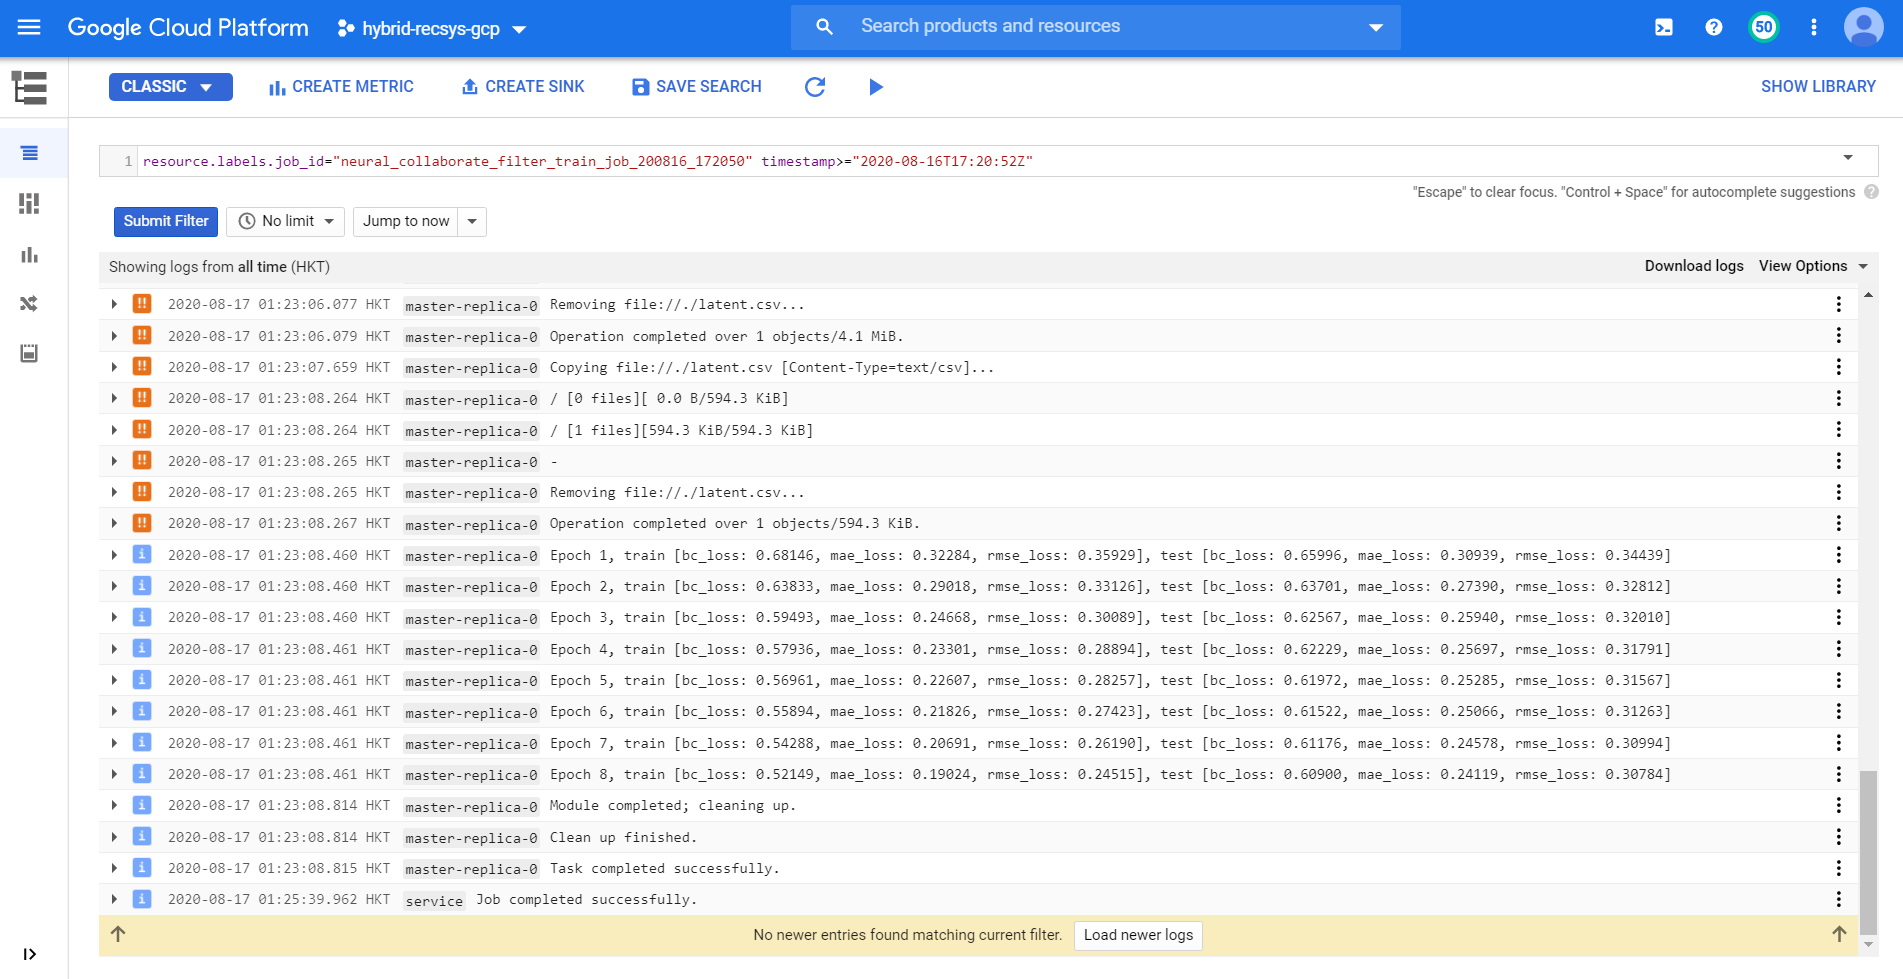 Google Cloud Platform hybrid-recsys-gcp Search products and resources 50
CLASSIC CREATE METRIC CREATE SINK SAVE SEARCH SHOW LIBRARY
1 resource.labels.job_id="neural_collaborate_filter_train_job_200816_172050" timestamp>="2020-08-16T17:20:52Z"
"Escape" to clear focus. "Control + Space" for autocomplete suggestions ?
Submit Filter No limit Jump to now
Showing logs from all time (HKT) Download logs View Options
!! 2020-08-17 01:23:06.077 HKT master-replica-0 Removing file://./latent.csv...
!! 2020-08-17 01:23:06.079 HKT master-replica-0 Operation completed over 1 objects/4.1 MiB.
!! 2020-08-17 01:23:07.659 HKT master-replica-0 Copying file://./latent.csv [Content-Type=text/csv]...
!! 2020-08-17 01:23:08.264 HKT master-replica-0 / [0 files][ 0.0 B/594.3 KiB]
!! 2020-08-17 01:23:08.264 HKT master-replica-0 / [1 files][594.3 KiB/594.3 KiB]
!! 2020-08-17 01:23:08.265 HKT master-replica-0 -
!! 2020-08-17 01:23:08.265 HKT master-replica-0 Removing file://./latent.csv...
!! 2020-08-17 01:23:08.267 HKT master-replica-0 Operation completed over 1 objects/594.3 KiB.
i 2020-08-17 01:23:08.460 HKT master-replica-0 Epoch 1, train [bc_loss: 0.68146, mae_loss: 0.32284, rmse_loss: 0.35929], test [bc_loss: 0.65996, mae_loss: 0.30939, rmse_loss: 0.34439]
i 2020-08-17 01:23:08.460 HKT master-replica-0 Epoch 2, train [bc_loss: 0.63833, mae_loss: 0.29018, rmse_loss: 0.33126], test [bc_loss: 0.63701, mae_loss: 0.27390, rmse_loss: 0.32812]
i 2020-08-17 01:23:08.460 HKT master-replica-0 Epoch 3, train [bc_loss: 0.59493, mae_loss: 0.24668, rmse_loss: 0.30089], test [bc_loss: 0.62567, mae_loss: 0.25940, rmse_loss: 0.32010]
i 2020-08-17 01:23:08.461 HKT master-replica-0 Epoch 4, train [bc_loss: 0.57936, mae_loss: 0.23301, rmse_loss: 0.28894], test [bc_loss: 0.62229, mae_loss: 0.25697, rmse_loss: 0.31791]
i 2020-08-17 01:23:08.461 HKT master-replica-0 Epoch 5, train [bc_loss: 0.56961, mae_loss: 0.22607, rmse_loss: 0.28257], test [bc_loss: 0.61972, mae_loss: 0.25285, rmse_loss: 0.31567]
i 2020-08-17 01:23:08.461 HKT master-replica-0 Epoch 6, train [bc_loss: 0.55894, mae_loss: 0.21826, rmse_loss: 0.27423], test [bc_loss: 0.61522, mae_loss: 0.25066, rmse_loss: 0.31263]
i 2020-08-17 01:23:08.461 HKT master-replica-0 Epoch 7, train [bc_loss: 0.54288, mae_loss: 0.20691, rmse_loss: 0.26190], test [bc_loss: 0.61176, mae_loss: 0.24578, rmse_loss: 0.30994]
i 2020-08-17 01:23:08.461 HKT master-replica-0 Epoch 8, train [bc_loss: 0.52149, mae_loss: 0.19024, rmse_loss: 0.24515], test [bc_loss: 0.60900, mae_loss: 0.24119, rmse_loss: 0.30784]
i 2020-08-17 01:23:08.814 HKT master-replica-0 Module completed; cleaning up.
i 2020-08-17 01:23:08.814 HKT master-replica-0 Clean up finished.
i 2020-08-17 01:23:08.815 HKT master-replica-0 Task completed successfully.
i 2020-08-17 01:25:39.962 HKT service Job completed successfully.
No newer entries found matching current filter. Load newer logs